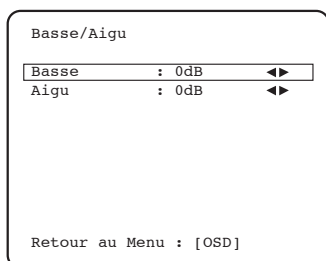 Basse/Aigu
Basse : 0dB ◄►
Aigu : 0dB ◄►
Retour au Menu : [OSD]